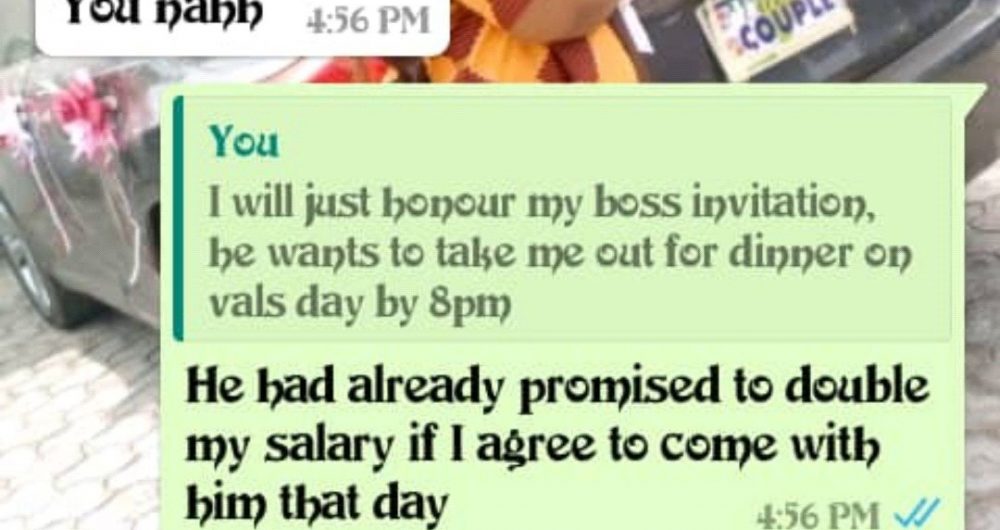 You nahh
4:56 PM
COUPLE
You
I will just honour my boss invitation,
he wants to take me out for dinner on
vals day by 8pm
He had already promised to double
my salary if I agree to come with
him that day
4:56 PM